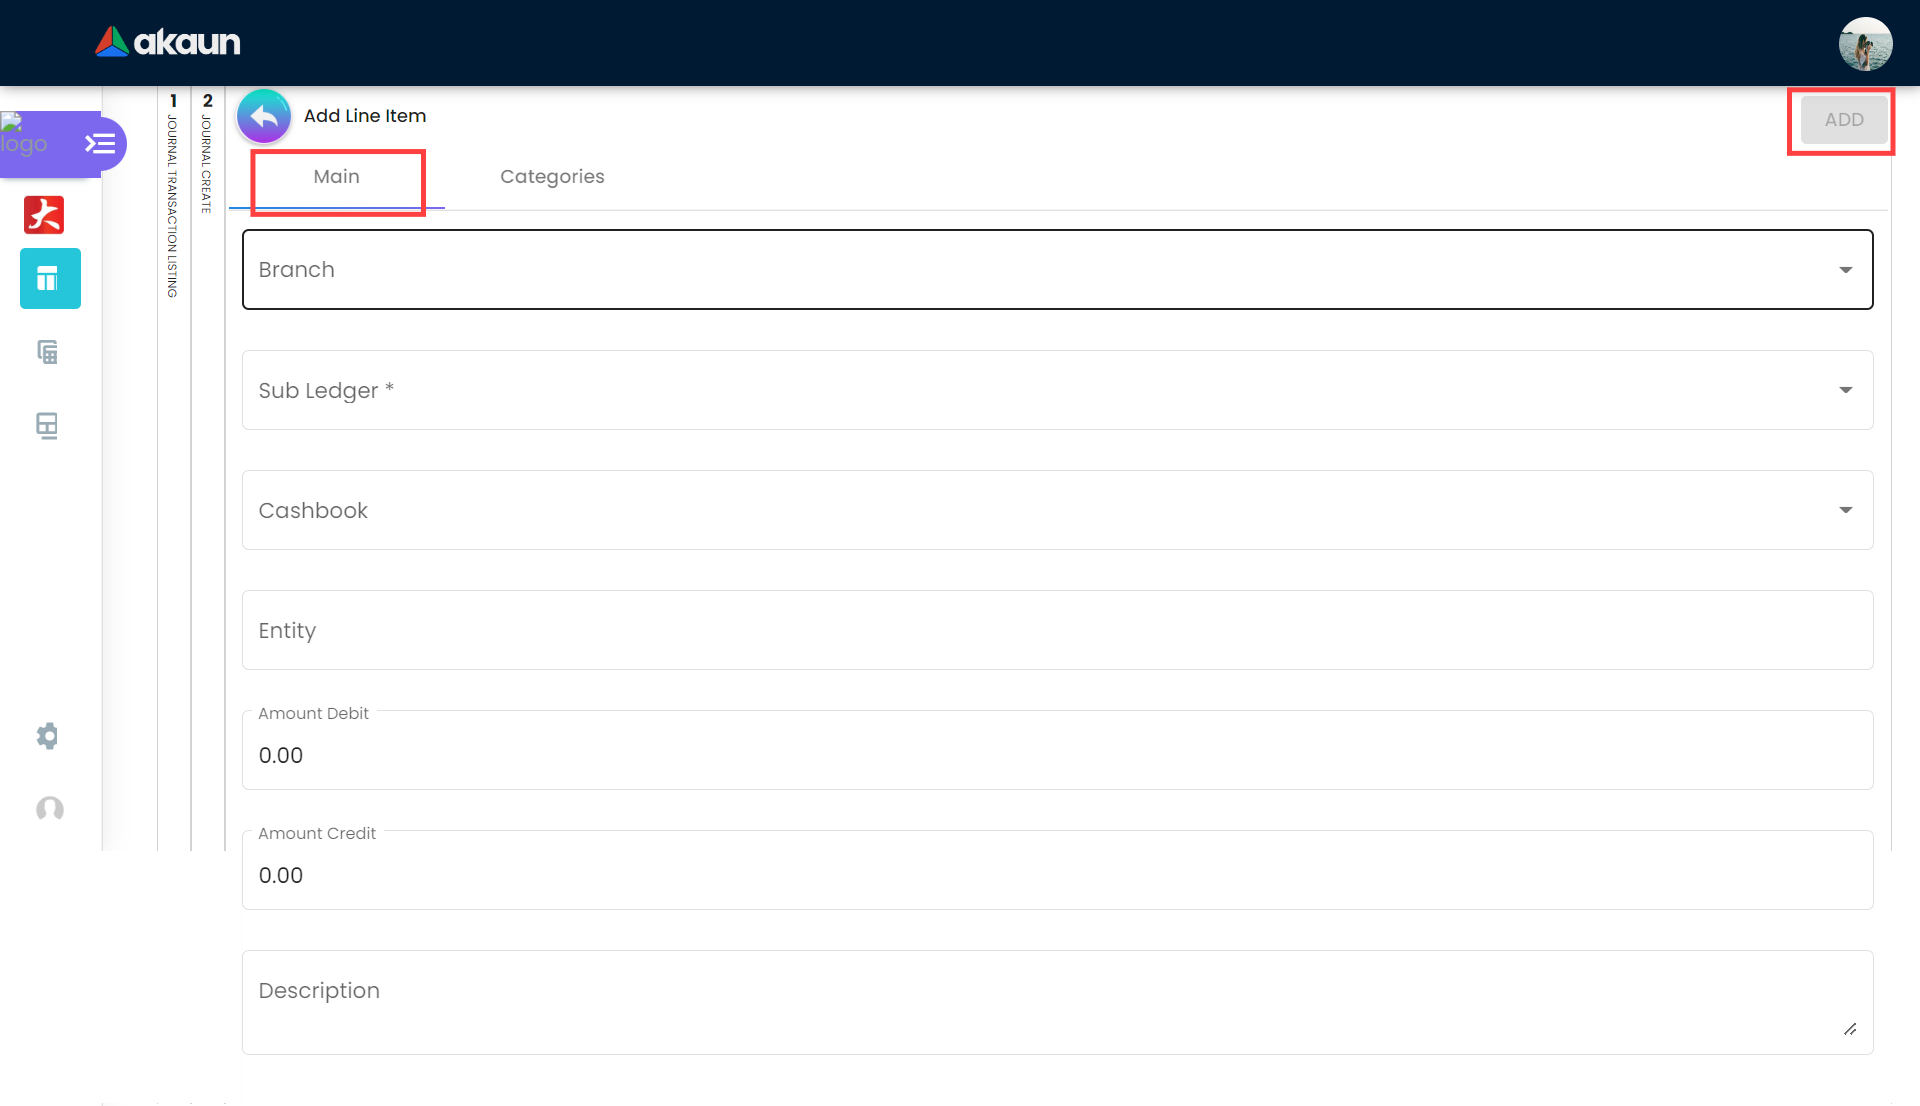 akaun
logo
1
JOURNAL TRANSACTION LISTING
2
JOURNAL CREATE
Add Line Item
ADD
Main
Categories
Branch
Sub Ledger *
Cashbook
Entity
Amount Debit
0.00
Amount Credit
0.00
Description